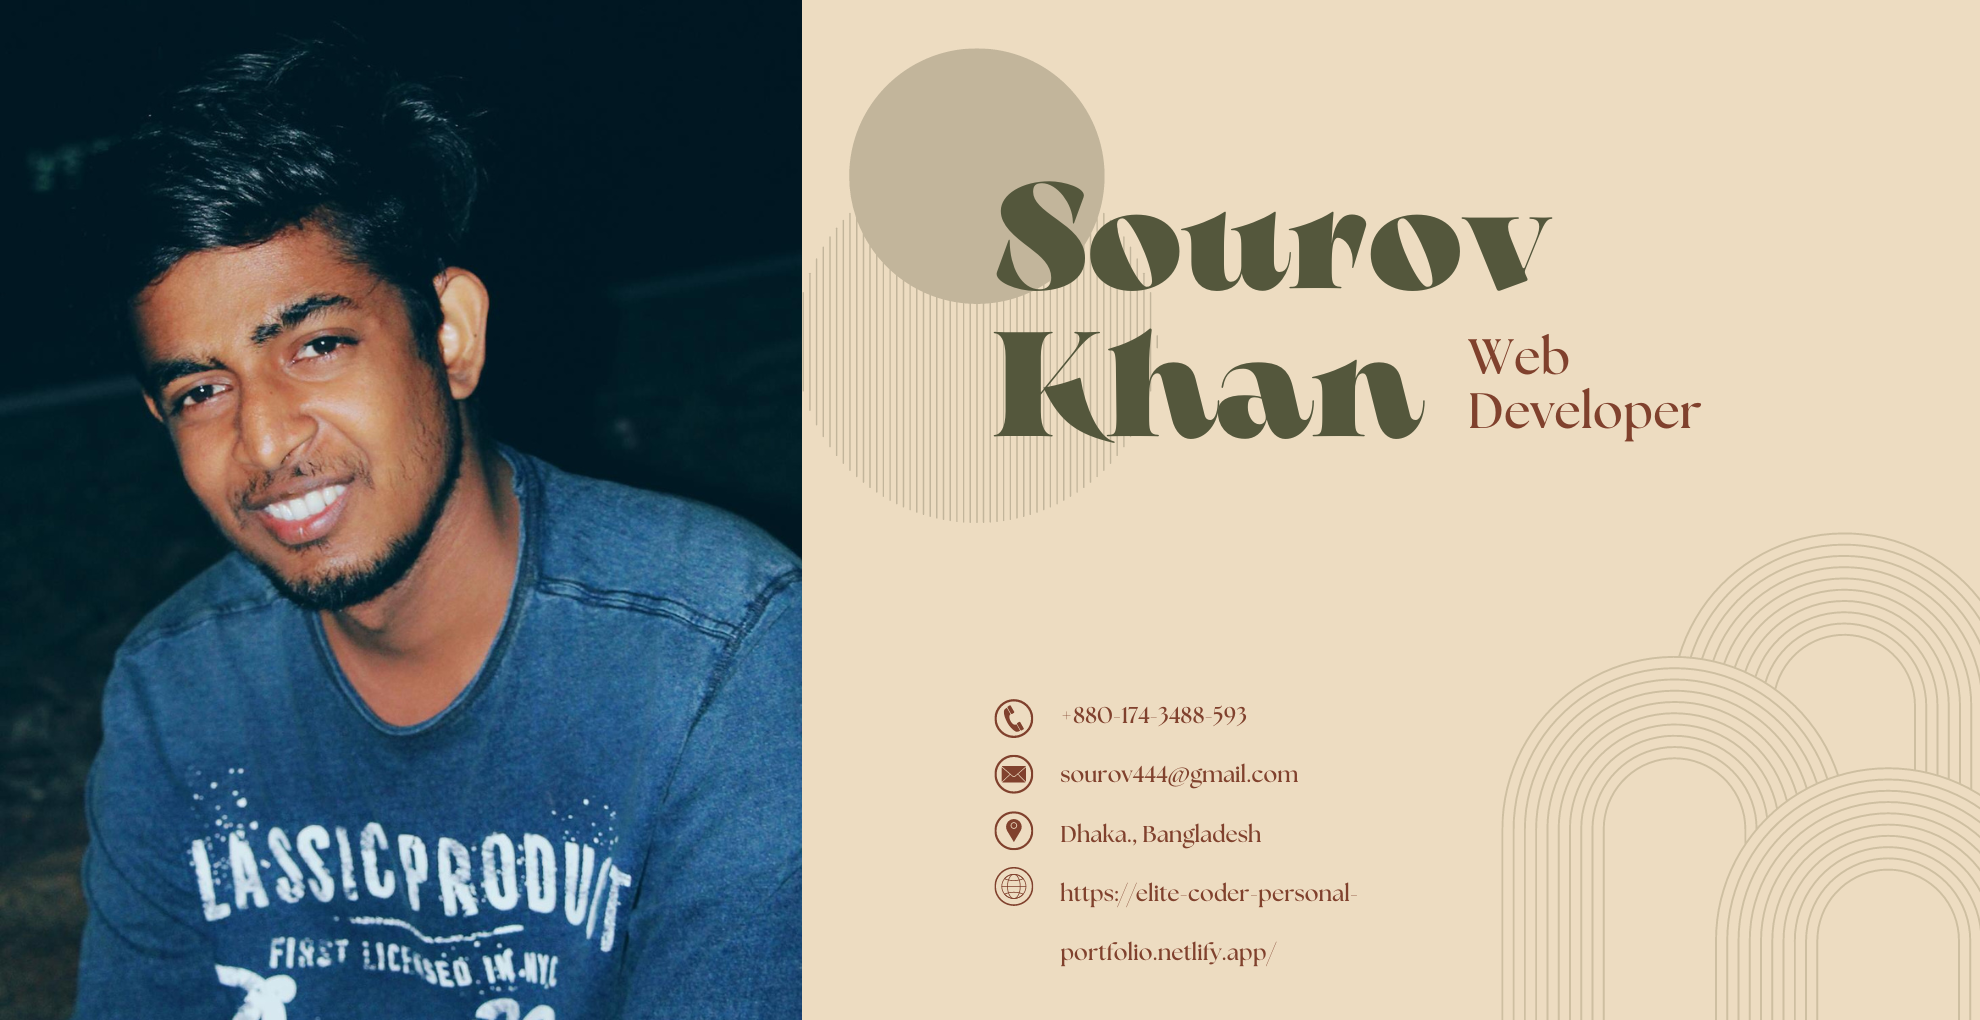 Sourov
Khan
Web
Developer
+880-174-3488-593
sourov444@gmail.com
Dhaka., Bangladesh
https://elite-coder-personal-
portfolio.netlify.app/
LASSICPRODUCT
FIRST LICENSED IN NYC